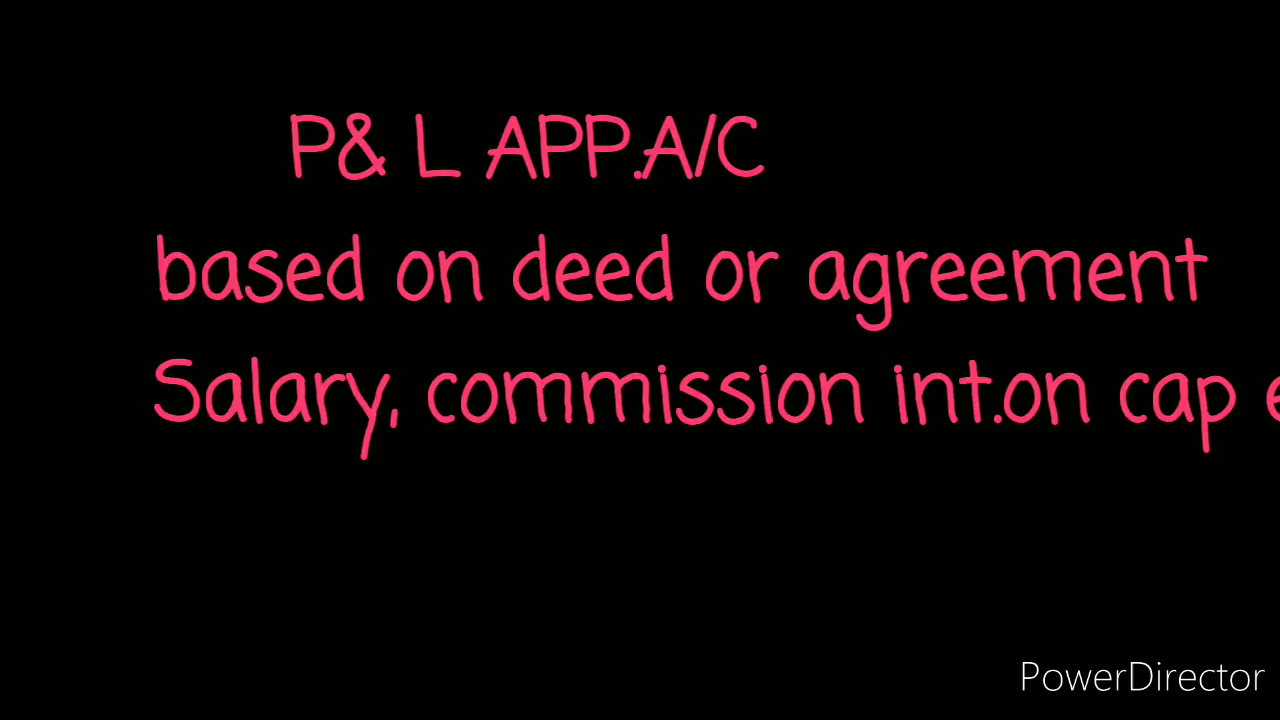 P& L APP.A/C
based on deed or agreement
Salary, commission int.on cap
PowerDirector